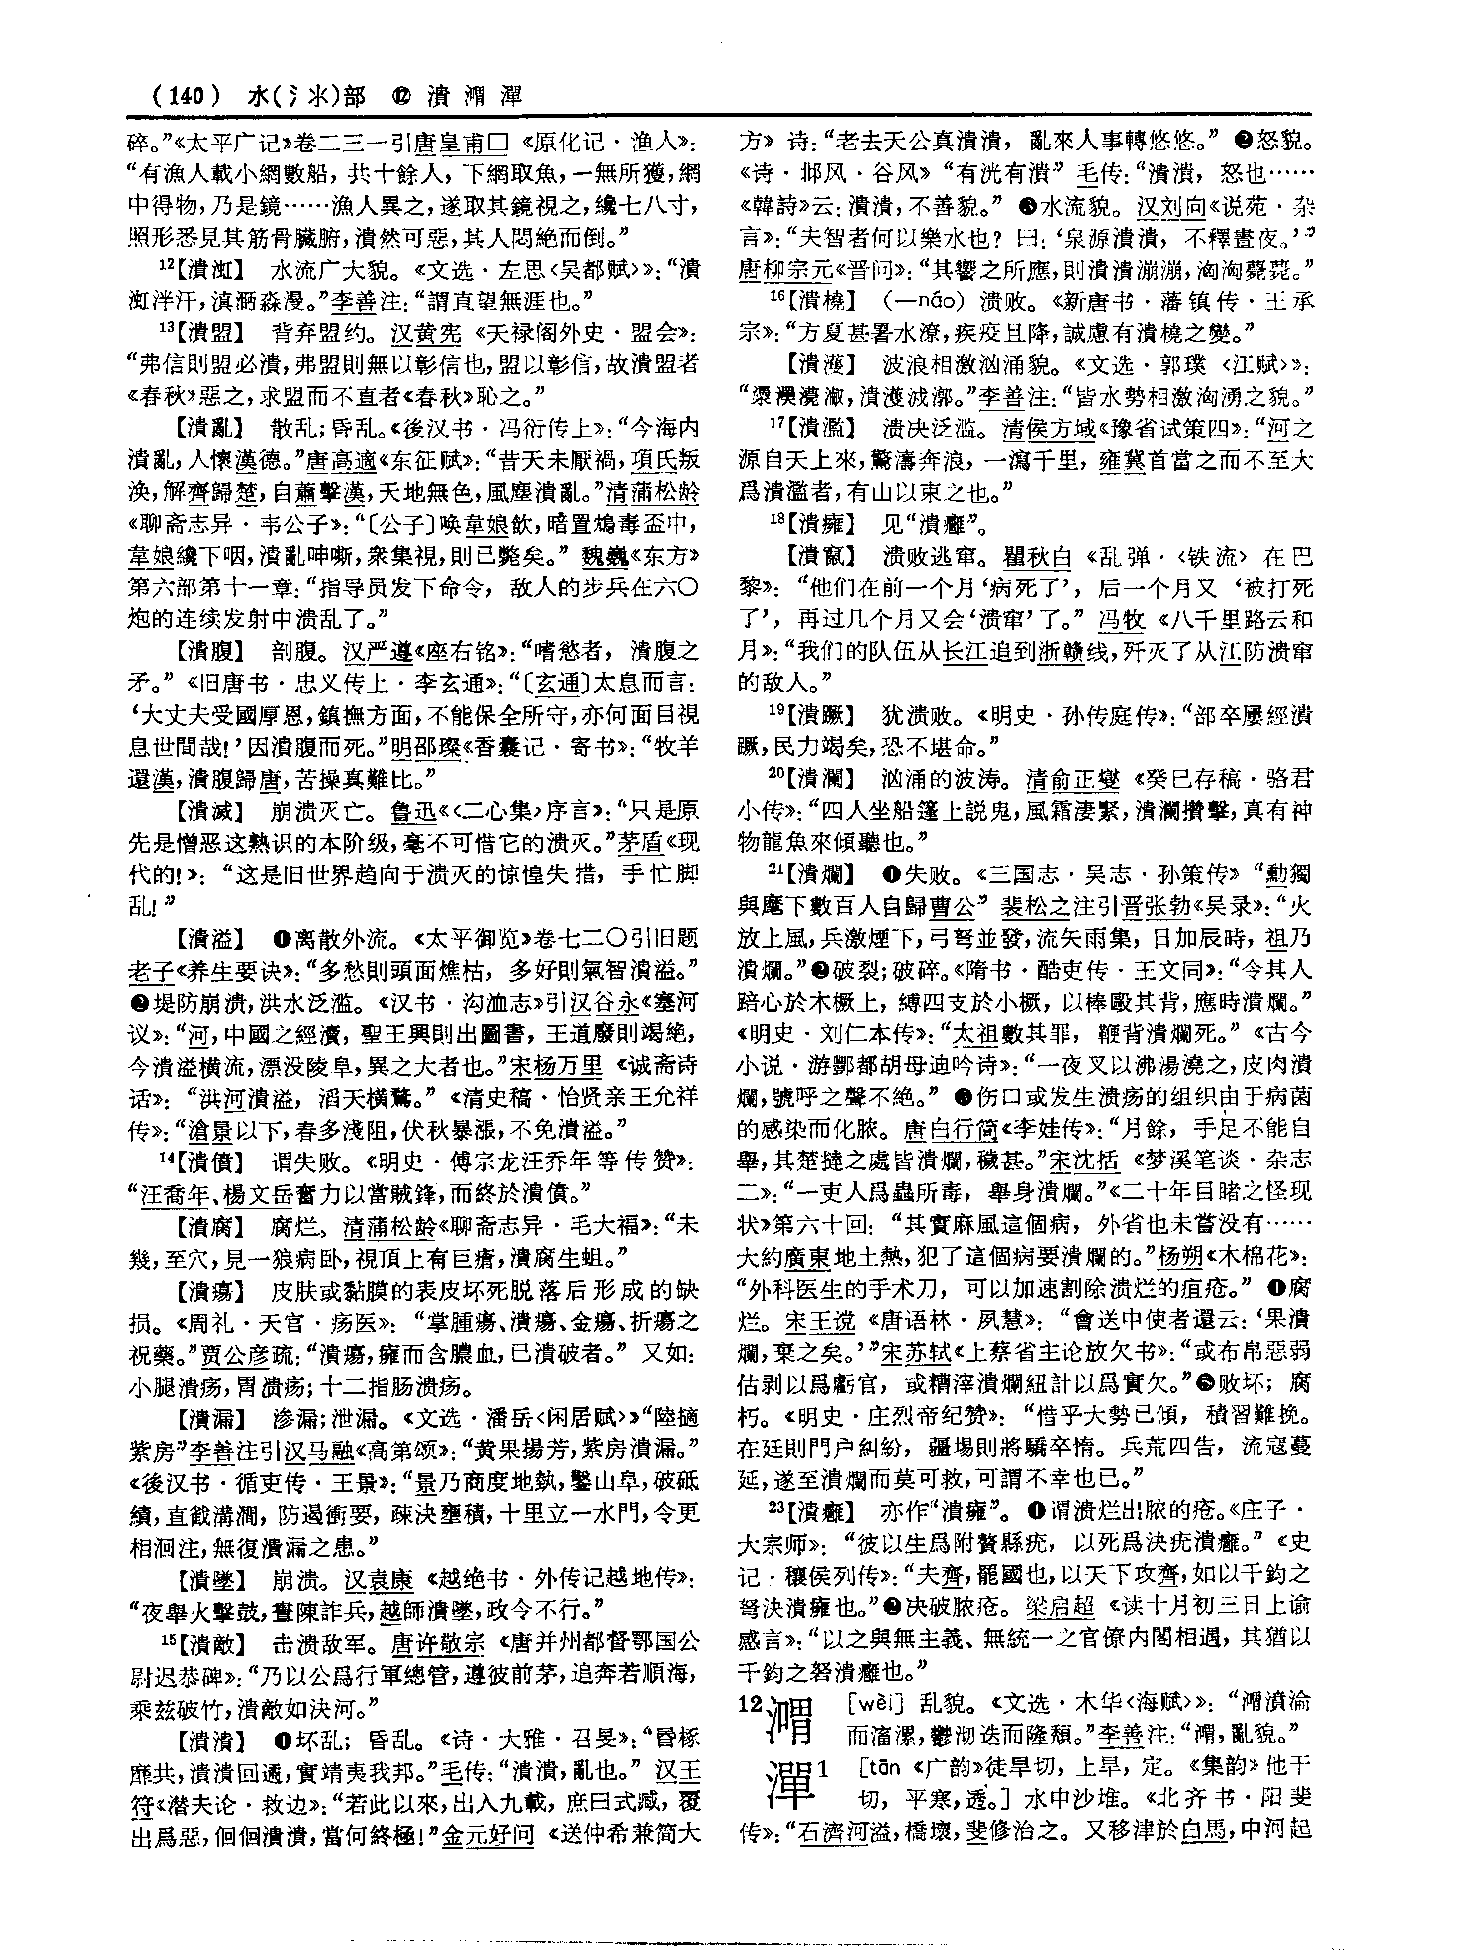 (140) 水(氵氺)部 ⓬ 潰 渭 潬
碎。”《太平广记》卷二三一引唐皇甫□《原化记·渔人》：
“有漁人載小網數船，共十餘人，下網取魚，一無所獲，網
中得物，乃是鏡……漁人異之，遂取其鏡視之，纔七八寸，
照形悉見其筋骨臟腑，潰然可惡，其人悶絶而倒。”
12【潰渱】 水流广大貌。《文选·左思〈吴都赋〉》：“潰
渱泮汗，滇㴐淼漫。”李善注：“謂直望無涯也。”
13【潰盟】 背弃盟约。汉黄宪《天禄阁外史·盟会》：
“弗信則盟必潰，弗盟則無以彰信也，盟以彰信，故潰盟者
《春秋》惡之，求盟而不直者《春秋》恥之。”
【潰亂】 散乱；昏乱。《後汉书·冯衍传上》：“今海内
潰亂，人懷漢德。”唐高適《东征赋》：“昔天未厭禍，項氏叛
涣，解齊歸楚，自蕭擊漢，天地無色，風塵潰亂。”清蒲松龄
《聊斋志异·韦公子》：“〔公子〕唤韋娘飲，暗置鴆毒盃中，
韋娘纔下咽，潰亂呻嘶，衆集視，則已斃矣。”魏巍《东方》
第六部第十一章：“指导员发下命令，敌人的步兵在六〇
炮的连续发射中溃乱了。”
【潰腹】 剖腹。汉严遵《座右铭》：“嗜慾者，潰腹之
矛。”《旧唐书·忠义传上·李玄通》：“〔玄通〕太息而言：
‘大丈夫受國厚恩，鎮撫方面，不能保全所守，亦何面目視
息世間哉！’因潰腹而死。”明邵璨《香囊记·寄书》：“牧羊
還漢，潰腹歸唐，苦操真難比。”
【潰滅】 崩溃灭亡。鲁迅《〈二心集〉序言》：“只是原
先是憎恶这熟识的本阶级，毫不可惜它的溃灭。”茅盾《现
代的！》：“这是旧世界趋向于溃灭的惊惶失措，手忙脚
乱！”
【潰溢】 ❶离散外流。《太平御览》卷七二〇引旧题
老子《养生要诀》：“多愁則頭面燋枯，多好則氣智潰溢。”
❷堤防崩溃，洪水泛滥。《汉书·沟洫志》引汉谷永《塞河
议》：“河，中國之經瀆，聖王興則出圖書，王道廢則竭絶，
今潰溢横流，漂没陵阜，異之大者也。”宋杨万里《诚斋诗
话》：“洪河潰溢，滔天横騖。”《清史稿·怡贤亲王允祥
传》：“滄景以下，春多淺阻，伏秋暴漲，不免潰溢。”
14【潰僨】 谓失败。《明史·傅宗龙汪乔年等传赞》：
“汪喬年、楊文岳奮力以當賊鋒，而終於潰僨。”
【潰腐】 腐烂。清蒲松龄《聊斋志异·毛大福》：“未
幾，至穴，見一狼病卧，視頂上有巨瘡，潰腐生蛆。”
【潰瘍】 皮肤或黏膜的表皮坏死脱落后形成的缺
损。《周礼·天官·疡医》：“掌腫瘍、潰瘍、金瘍、折瘍之
祝藥。”贾公彦疏：“潰瘍，癰而含膿血，已潰破者。”又如：
小腿溃疡，胃溃疡；十二指肠溃疡。
【潰漏】 渗漏；泄漏。《文选·潘岳〈闲居赋〉》“陸摘
紫房”李善注引汉马融《高第颂》：“黄果揚芳，紫房潰漏。”
《後汉书·循吏传·王景》：“景乃商度地埶，鑿山阜，破砥
績，直截溝澗，防遏衝要，疎決壅積，十里立一水門，令更
相洄注，無復潰漏之患。”
【潰墜】 崩溃。汉袁康《越绝书·外传记越地传》：
“夜舉火擊鼓，晝陳詐兵，越師潰墜，政令不行。”
15【潰敵】 击溃敌军。唐许敬宗《唐并州都督鄂国公
尉迟恭碑》：“乃以公爲行軍總管，遵彼前茅，追奔若順海，
乘兹破竹，潰敵如決河。”
【潰潰】 ❶坏乱；昏乱。《诗·大雅·召旻》：“昏椓
靡共，潰潰回遹，實靖夷我邦。”毛传：“潰潰，亂也。”汉王
符《潜夫论·救边》：“若此以來，出入九載，庶曰式臧，覆
出爲惡，佪佪潰潰，當何終極！”金元好问《送仲希兼简大
方》诗：“老去天公真潰潰，亂來人事轉悠悠。”❷怒貌。
《诗·邶风·谷风》“有洸有潰”毛传：“潰潰，怒也……
《韓詩》云：潰潰，不善貌。”❸水流貌。汉刘向《说苑·杂
言》：“夫智者何以樂水也？曰：‘泉源潰潰，不釋晝夜。’”
唐柳宗元《晋问》：“其響之所應，則潰潰漰漰，洶洶薨薨。”
16【潰橈】 （—náo）溃败。《新唐书·藩镇传·王承
宗》：“方夏甚暑水潦，疾疫且降，誠慮有潰橈之變。”
【潰濩】 波浪相激汹涌貌。《文选·郭璞〈江赋〉》：
“㵗㶔灂㴸，潰濩泧漷。”李善注：“皆水勢相激洶湧之貌。”
17【潰濫】 溃决泛滥。清侯方域《豫省试策四》：“河之
源自天上來，驚濤奔浪，一瀉千里，雍冀首當之而不至大
爲潰濫者，有山以束之也。”
18【潰癕】 见“潰癰”。
【潰竄】 溃败逃窜。瞿秋白《乱弹·〈铁流〉在巴
黎》：“他们在前一个月‘病死了’，后一个月又‘被打死
了’，再过几个月又会‘溃窜’了。”冯牧《八千里路云和
月》：“我们的队伍从长江追到浙赣线，歼灭了从江防溃窜
的敌人。”
19【潰蹶】 犹溃败。《明史·孙传庭传》：“部卒屢經潰
蹶，民力竭矣，恐不堪命。”
20【潰瀾】 汹涌的波涛。清俞正燮《癸巳存稿·骆君
小传》：“四人坐船篷上説鬼，風霜淒緊，潰瀾攢擊，真有神
物龍魚來傾聽也。”
21【潰爛】 ❶失败。《三国志·吴志·孙策传》“勳獨
與麾下數百人自歸曹公”裴松之注引晋张勃《吴录》：“火
放上風，兵激煙下，弓弩並發，流矢雨集，日加辰時，祖乃
潰爛。”❷破裂；破碎。《隋书·酷吏传·王文同》：“令其人
踣心於木橛上，縛四支於小橛，以棒毆其背，應時潰爛。”
《明史·刘仁本传》：“太祖數其罪，鞭背潰爛死。”《古今
小说·游酆都胡母迪吟诗》：“一夜叉以沸湯澆之，皮肉潰
爛，號呼之聲不絶。”❸伤口或发生溃疡的组织由于病菌
的感染而化脓。唐白行简《李娃传》：“月餘，手足不能自
舉，其楚撻之處皆潰爛，穢甚。”宋沈括《梦溪笔谈·杂志
二》：“一吏人爲蟲所毒，舉身潰爛。”《二十年目睹之怪现
状》第六十回：“其實麻風這個病，外省也未嘗没有……
大約廣東地土熱，犯了這個病要潰爛的。”杨朔《木棉花》：
“外科医生的手术刀，可以加速割除溃烂的疽疮。”❹腐
烂。宋王谠《唐语林·夙慧》：“會送中使者還云：‘果潰
爛，棄之矣。’”宋苏轼《上蔡省主论放欠书》：“或布帛惡弱
估剥以爲虧官，或糟滓潰爛紐計以爲實欠。”❺败坏；腐
朽。《明史·庄烈帝纪赞》：“惜乎大勢已傾，積習難挽。
在廷則門户糾紛，疆埸則將驕卒惰。兵荒四告，流寇蔓
延，遂至潰爛而莫可救，可謂不幸也已。”
23【潰癰】 亦作“潰癕”。❶谓溃烂出脓的疮。《庄子·
大宗师》：“彼以生爲附贅縣疣，以死爲決疣潰癰。”《史
记·穰侯列传》：“夫齊，罷國也，以天下攻齊，如以千鈞之
弩決潰癕也。”❷决破脓疮。梁启超《读十月初三日上谕
感言》：“以之與無主義、無統一之官僚内閣相遇，其猶以
千鈞之弩潰癰也。”
12渭 [wèi] 乱貌。《文选·木华〈海赋〉》：“渭濆淪
而滀漯，鬱沏迭而隆頽。”李善注：“渭，亂貌。”
潬1 [tān 《广韵》徒旱切，上旱，定。《集韵》他干
切，平寒，透。] 水中沙堆。《北齐书·阳斐
传》：“石濟河溢，橋壞，斐修治之。又移津於白馬，中河起